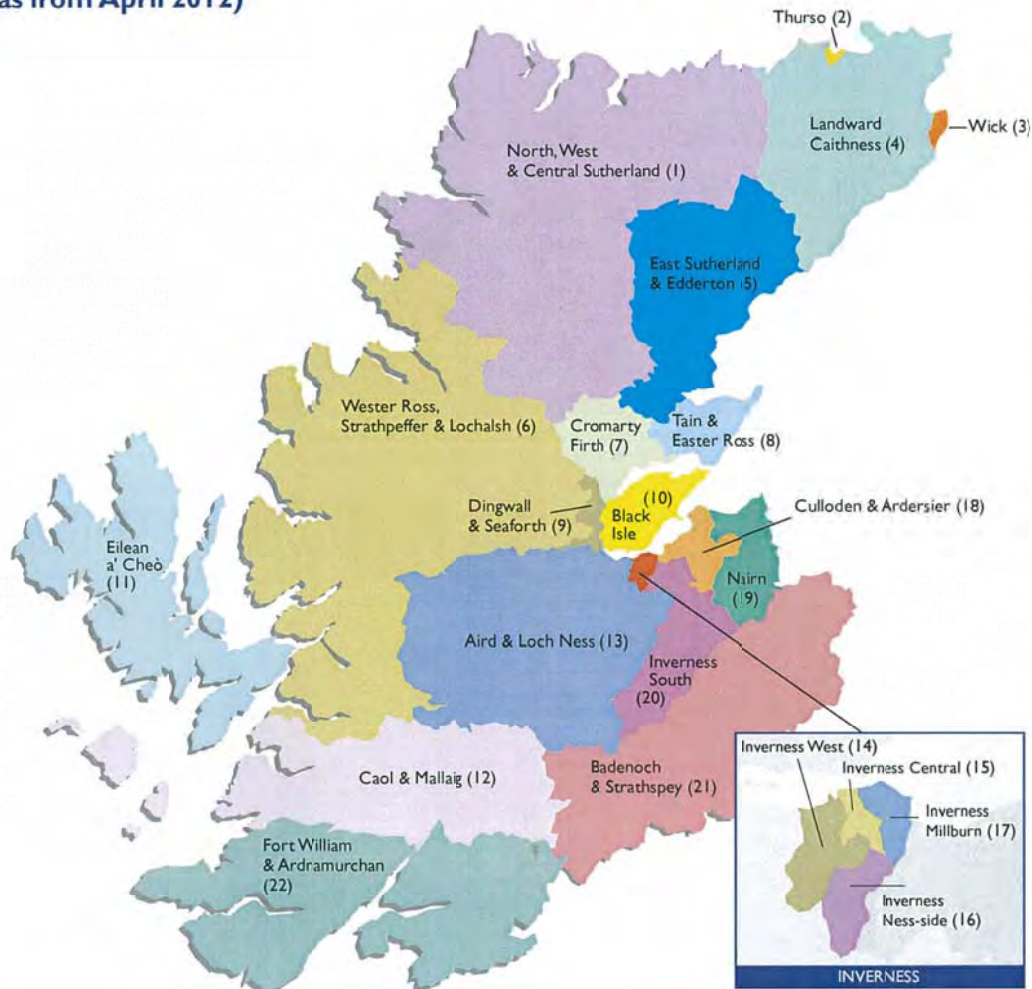 as from April 2012)
Thurso (2)
Landward
Caithness (4)
Wick (3)
North, West
& Central Sutherland (1)
East Sutherland
& Edderton (5)
Wester Ross,
Strathpeffer & Lochalsh (6)
Cromarty
Firth (7)
Tain &
Easter Ross (8)
Dingwall
& Seaforth (9)
(10)
Black
Isle
Culloden & Ardersier (18)
Eilean
a' Cheò
(11)
Nairn
(19)
Aird & Loch Ness (13)
Inverness
South
(20)
Caol & Mallaig (12)
Badenoch
& Strathspey (21)
Fort William
& Ardramurchan
(22)
Inverness West (14)
Inverness Central (15)
Inverness
Millburn (17)
Inverness
Ness-side (16)
INVERNESS